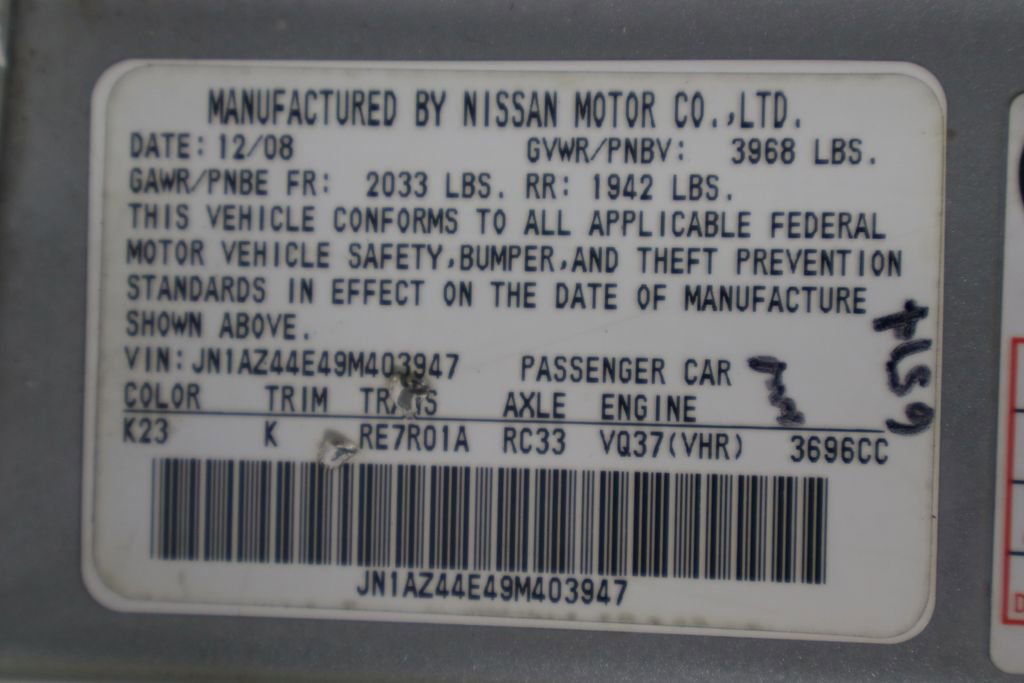 MANUFACTURED BY NISSAN MOTOR CO.,LTD.
DATE: 12/08 GVWR/PNBV: 3968 LBS.
GAWR/PNBE FR: 2033 LBS. RR: 1942 LBS.
THIS VEHICLE CONFORMS TO ALL APPLICABLE FEDERAL
MOTOR VEHICLE SAFETY,BUMPER,AND THEFT PREVENTION
STANDARDS IN EFFECT ON THE DATE OF MANUFACTURE
SHOWN ABOVE.
VIN: JN1AZ44E49M403947 PASSENGER CAR
COLOR TRIM TRANS AXLE ENGINE
K23 K RE7R01A RC33 VQ37(VHR) 3696CC
JN1AZ44E49M403947